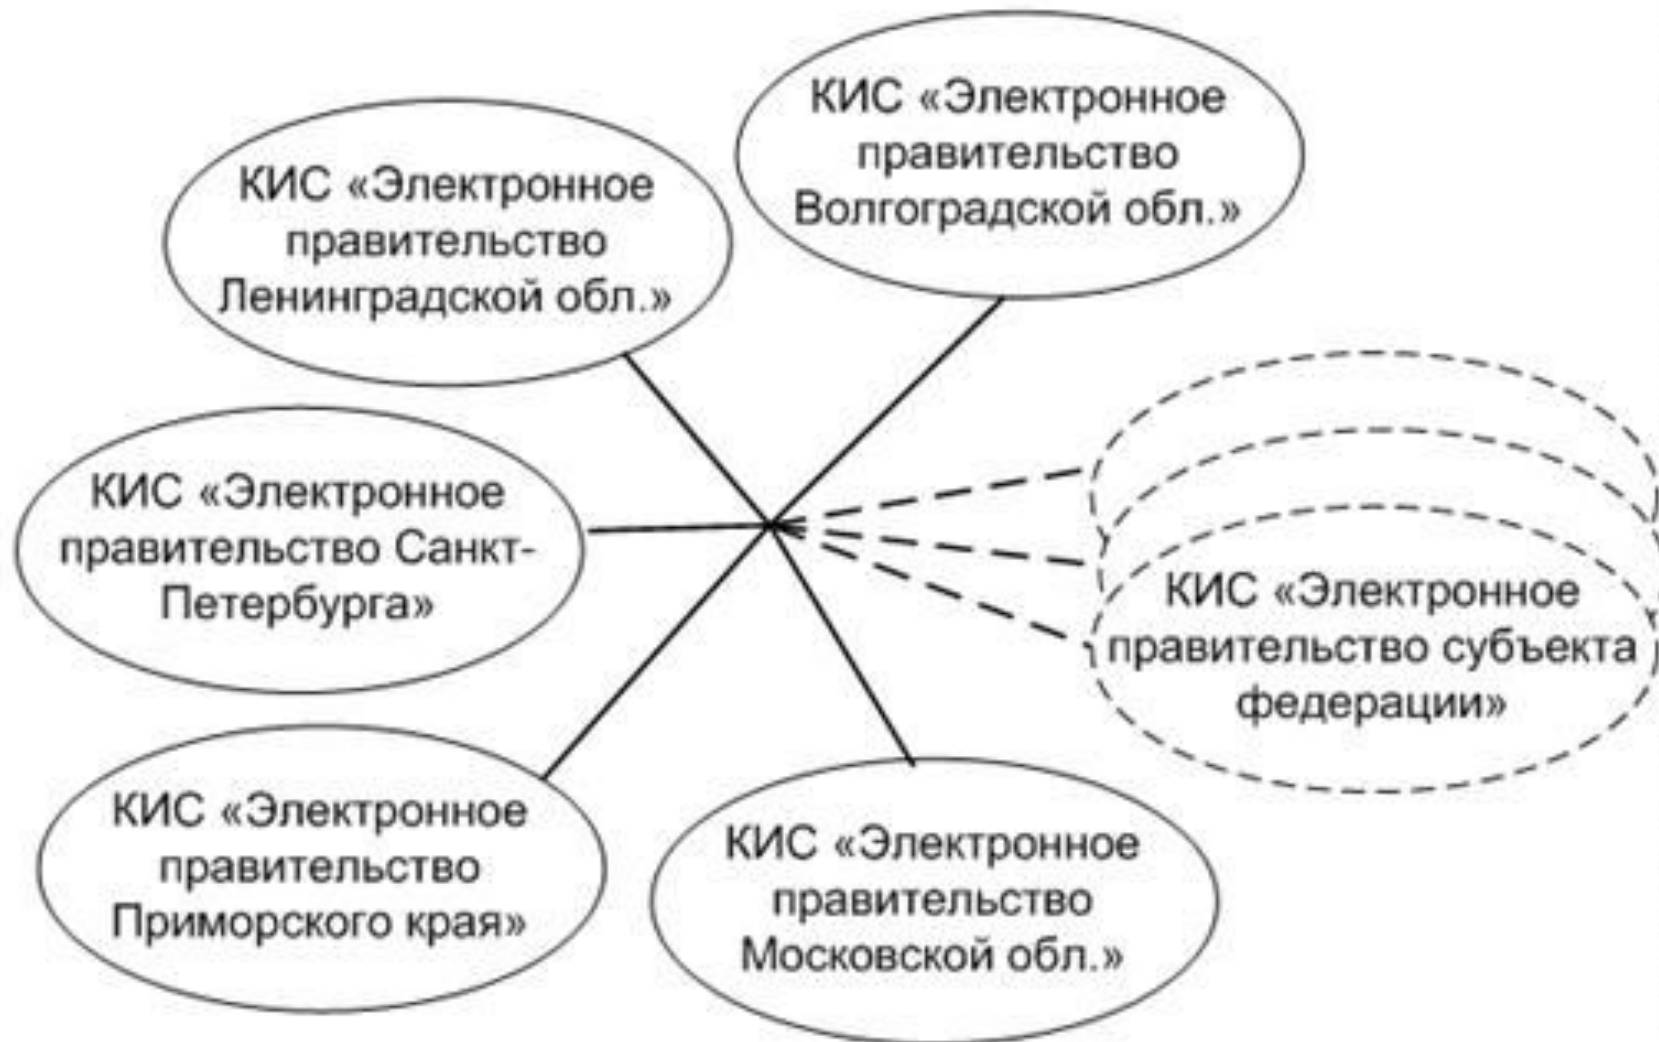 КИС «Электронное
правительство
Волгоградской обл.»
КИС «Электронное
правительство
Ленинградской обл.»
КИС «Электронное
правительство Санкт-
Петербурга»
КИС «Электронное
правительство субъекта
федерации»
КИС «Электронное
правительство
Приморского края»
КИС «Электронное
правительство
Московской обл.»